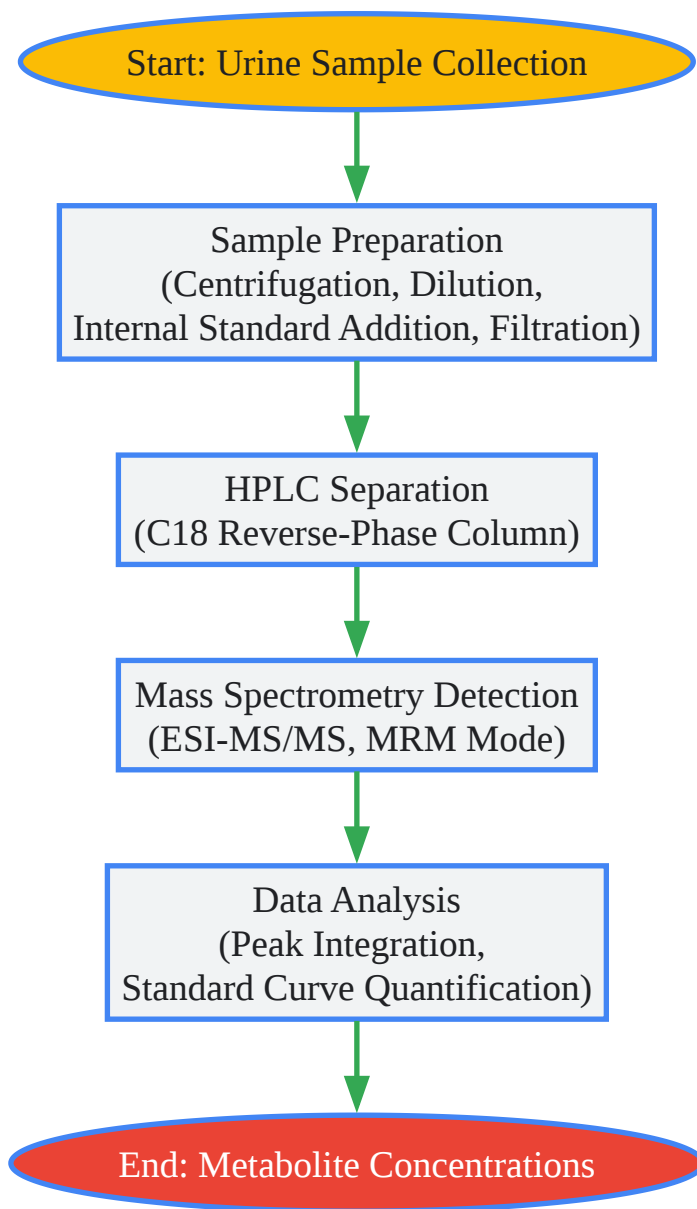 Start: Urine Sample Collection
Sample Preparation
(Centrifugation, Dilution,
Internal Standard Addition, Filtration)
HPLC Separation
(C18 Reverse-Phase Column)
Mass Spectrometry Detection
(ESI-MS/MS, MRM Mode)
Data Analysis
(Peak Integration,
Standard Curve Quantification)
End: Metabolite Concentrations